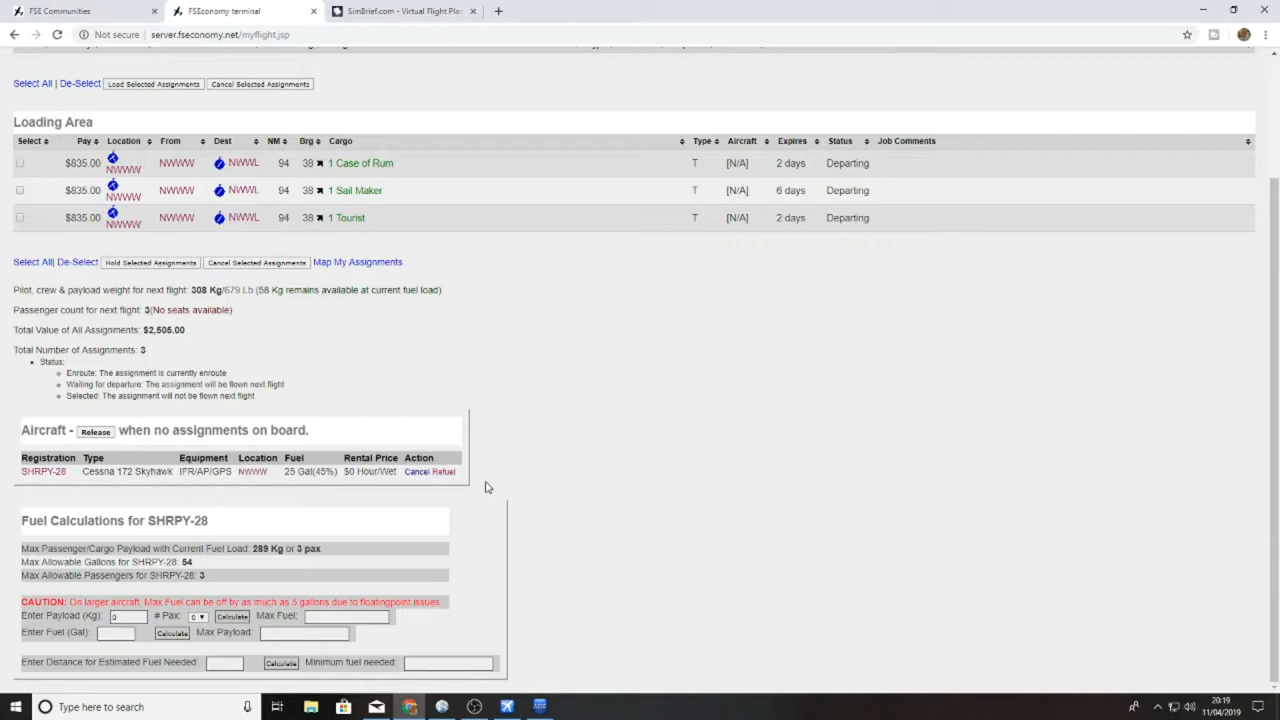 FSE Communities
FSEconomy terminal
SimBrief.com - Virtual Flight Plan
Not secure | server.fseconomy.net/myflight.jsp
Select All | De-Select Load Selected Assignments Cancel Selected Assignments
Loading Area
Select Pay Location From Dest NM Brg Cargo Type Aircraft Expires Status Job Comments
$835.00 NWWW NWWW NWWL 94 38 1 Case of Rum T [N/A] 2 days Departing
$835.00 NWWW NWWW NWWL 94 38 1 Sail Maker T [N/A] 6 days Departing
$835.00 NWWW NWWW NWWL 94 38 1 Tourist T [N/A] 2 days Departing
Select All| De-Select Hold Selected Assignments Cancel Selected Assignments Map My Assignments
Pilot, crew & payload weight for next flight: 308 Kg/679 Lb (58 Kg remains available at current fuel load)
Passenger count for next flight: 3(No seats available)
Total Value of All Assignments: $2,505.00
Total Number of Assignments: 3
Status:
Enroute: The assignment is currently enroute
Waiting for departure: The assignment will be flown next flight
Selected: The assignment will not be flown next flight
Aircraft - Release when no assignments on board.
Registration Type Equipment Location Fuel Rental Price Action
SHRPY-28 Cessna 172 Skyhawk IFR/AP/GPS NWWW 25 Gal(45%) $0 Hour/Wet Cancel Refuel
Fuel Calculations for SHRPY-28
Max Passenger/Cargo Payload with Current Fuel Load: 289 Kg or 3 pax
Max Allowable Gallons for SHRPY-28: 54
Max Allowable Passengers for SHRPY-28: 3
CAUTION: On larger aircraft, Max Fuel can be off by as much as 5 gallons due to floatingpoint issues
Enter Payload (Kg): 0 # Pax: 0 Calculate Max Fuel:
Enter Fuel (Gal): Calculate Max Payload:
Enter Distance for Estimated Fuel Needed: Calculate Minimum fuel needed:
Type here to search
20:19
11/04/2019